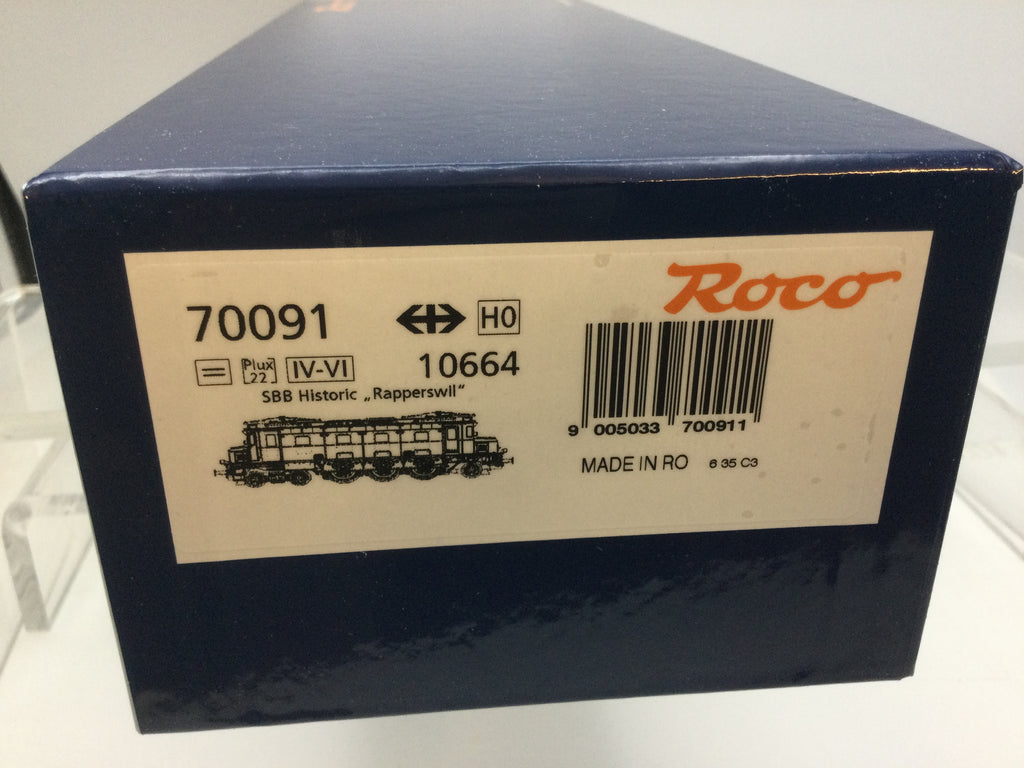 Roco
70091
H0
= Plux 22 IV-VI 10664
SBB Historic „Rapperswil“
9 005033 700911
MADE IN RO 6 35 C3